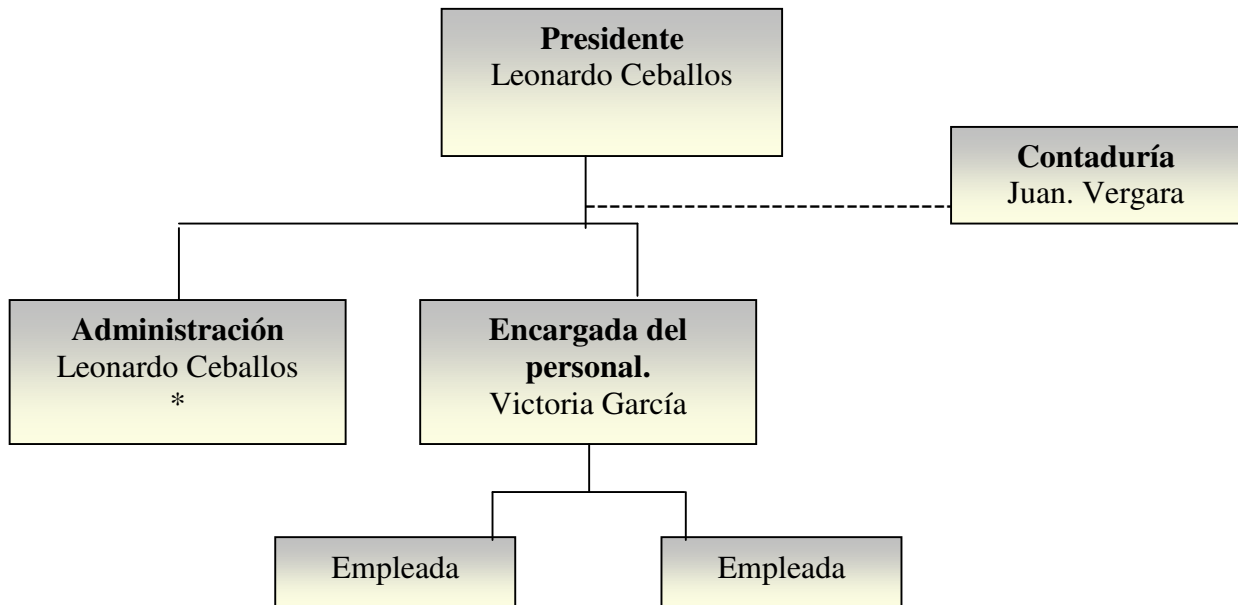 Presidente
Leonardo Ceballos
Contaduría
Juan. Vergara
Administración
Leonardo Ceballos
*
Encargada del
personal.
Victoria García
Empleada
Empleada